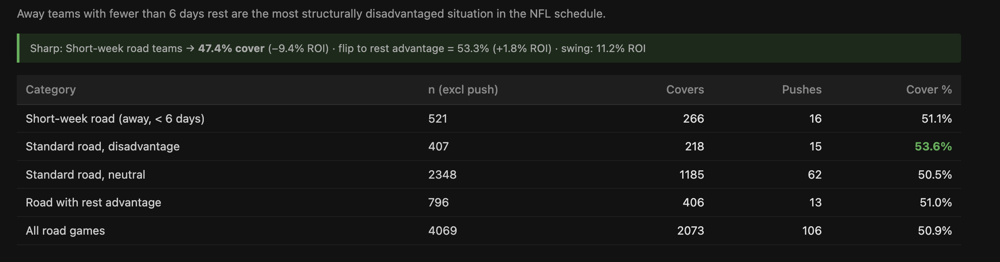 Away teams with fewer than 6 days rest are the most structurally disadvantaged situation in the NFL schedule.
Sharp: Short-week road teams → 47.4% cover (−9.4% ROI) · flip to rest advantage = 53.3% (+1.8% ROI) · swing: 11.2% ROI
Category n (excl push) Covers Pushes Cover %
Short-week road (away, < 6 days) 521 266 16 51.1%
Standard road, disadvantage 407 218 15 53.6%
Standard road, neutral 2348 1185 62 50.5%
Road with rest advantage 796 406 13 51.0%
All road games 4069 2073 106 50.9%